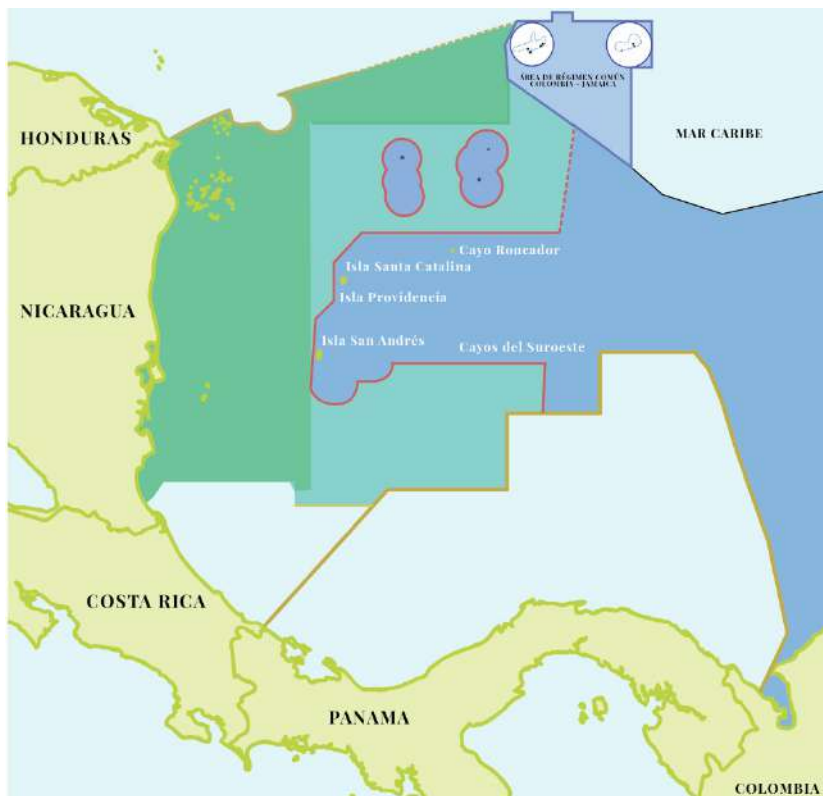 ÁREA DE RÉGIMEN COMÚN
COLOMBIA – JAMAICA
MAR CARIBE
HONDURAS
Cayo Roncador
Isla Santa Catalina
Isla Providencia
NICARAGUA
Isla San Andrés
Cayos del Suroeste
COSTA RICA
PANAMA
COLOMBIA